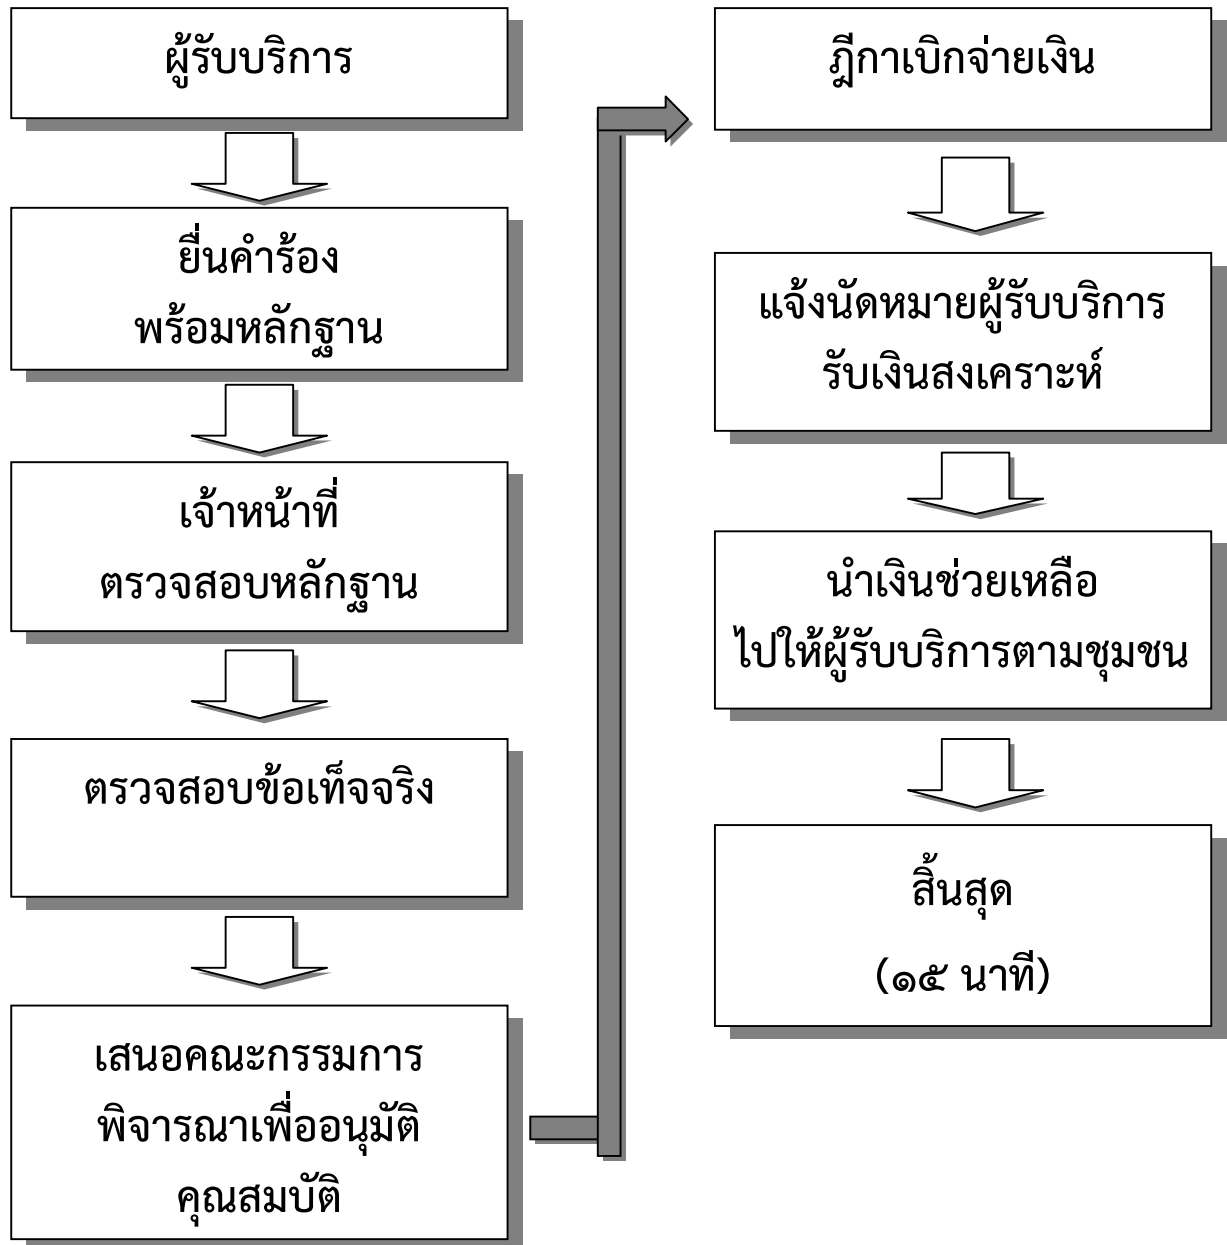 ผู้รับบริการ
ยื่นคำร้อง
พร้อมหลักฐาน
เจ้าหน้าที่
ตรวจสอบหลักฐาน
ตรวจสอบข้อเท็จจริง
เสนอคณะกรรมการ
พิจารณาเพื่ออนุมัติ
คุณสมบัติ
ฎีกาเบิกจ่ายเงิน
แจ้งนัดหมายผู้รับบริการ
รับเงินสงเคราะห์
นำเงินช่วยเหลือ
ไปให้ผู้รับบริการตามชุมชน
สิ้นสุด
(๑๕ นาที)